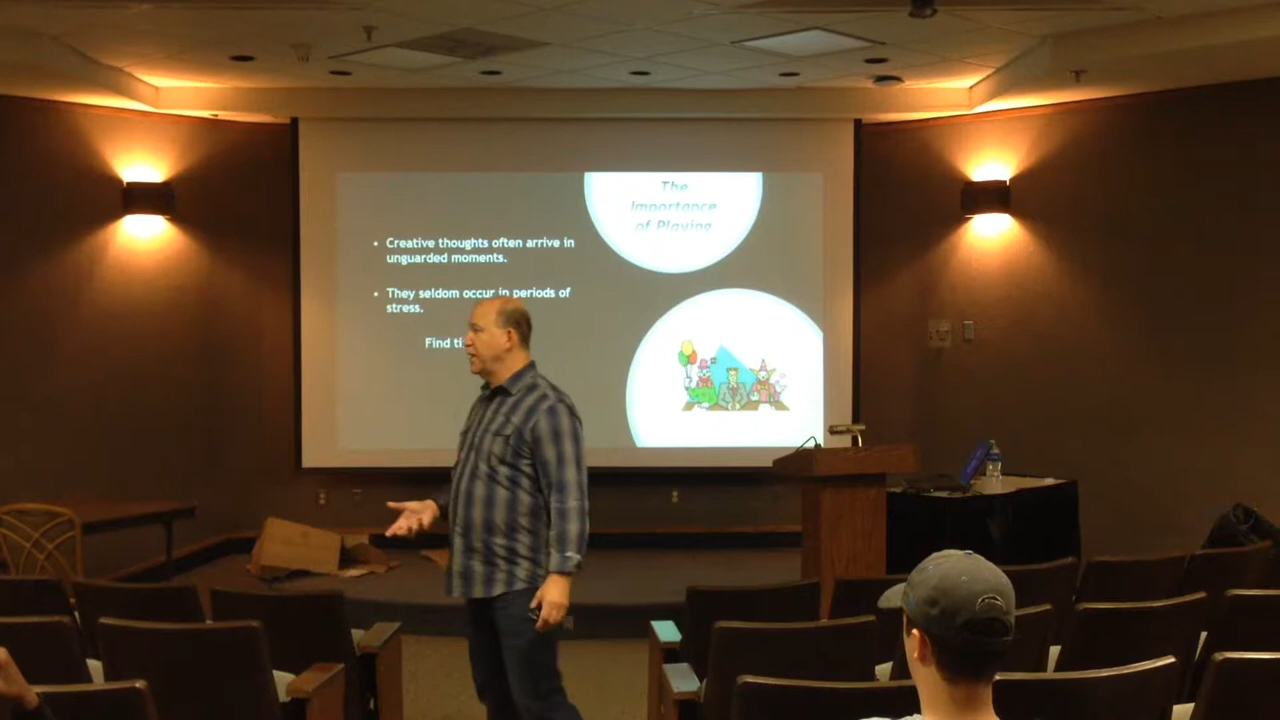 The
Importance
of Playing
• Creative thoughts often arrive in
unguarded moments.
• They seldom occur in periods of
stress.
Find